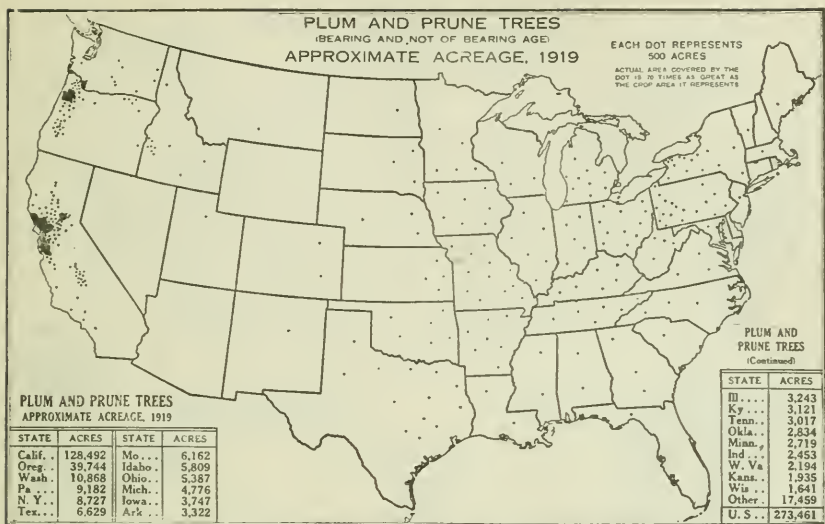 PLUM AND PRUNE TREES
(BEARING AND NOT OF BEARING AGE)
APPROXIMATE ACREAGE, 1919
EACH DOT REPRESENTS
500 ACRES
ACTUAL AREA COVERED BY THE
DOT IS 70 TIMES AS GREAT AS
THE CROP AREA IT REPRESENTS
PLUM AND PRUNE TREES
APPROXIMATE ACREAGE, 1919
STATE ACRES STATE ACRES
Calif.. 128,492 Mo... 6,162
Oreg.. 39,744 Idaho. 5,809
Wash. 10,868 Ohio.. 5,387
Pa ... 9,182 Mich.. 4,776
N. Y.. 8,727 Iowa.. 3,747
Tex... 6,629 Ark .. 3,322
PLUM AND
PRUNE TREES
(Continued)
STATE ACRES
Ill.... 3,243
Ky ... 3,121
Tenn.. 3,017
Okla.. 2,834
Minn., 2,719
Ind ... 2,453
W. Va 2,194
Kans.. 1,935
Wis .. 1,641
Other. 17,459
U. S .. 273,461